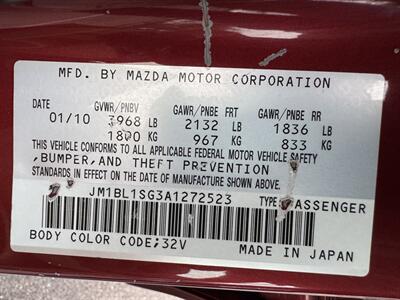 MFD. BY MAZDA MOTOR CORPORATION
DATE GVWR/PNBV GAWR/PNBE FRT GAWR/PNBE RR
01/10 3968 LB 2132 LB 1836 LB
1800 KG 967 KG 833 KG
THIS VEHICLE CONFORMS TO ALL APPLICABLE FEDERAL MOTOR VEHICLE SAFETY
,BUMPER,AND THEFT PREVENTION
STANDARDS IN EFFECT ON THE DATE OF MANUFACTURE SHOWN ABOVE.
JM1BL1SG3A1272523 TYPE:PASSENGER
BODY COLOR CODE;32V MADE IN JAPAN